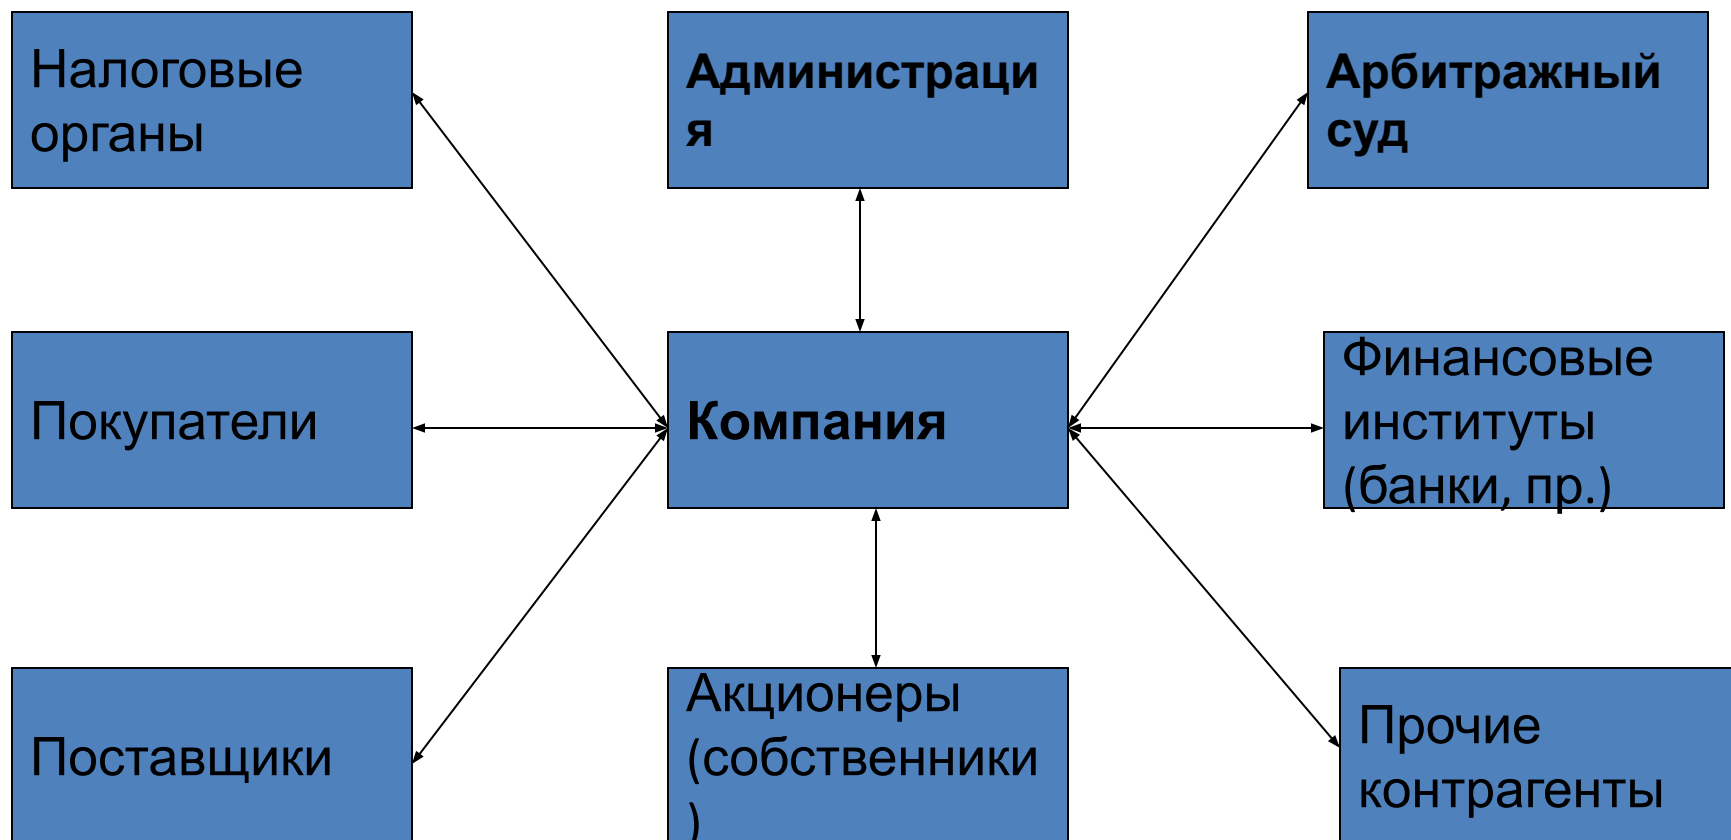 Налоговые
органы
Администраци
я
Арбитражный
суд
Покупатели
Компания
Финансовые
институты
(банки, пр.)
Поставщики
Акционеры
(собственники
)
Прочие
контрагенты